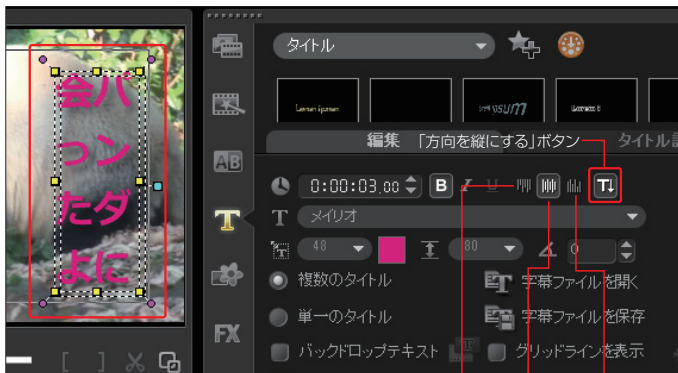 パンダに
会ったよ
タイトル
Lorem ipsum
編集
「方向を縦にする」ボタン
タイトル
AB
0:00:03.00
B
I
U
T
T
T
メイリオ
48
80
0
複数のタイトル
字幕ファイルを開く
単一のタイトル
字幕ファイルを保存
FX
バックドロップテキスト
グリッドラインを表示